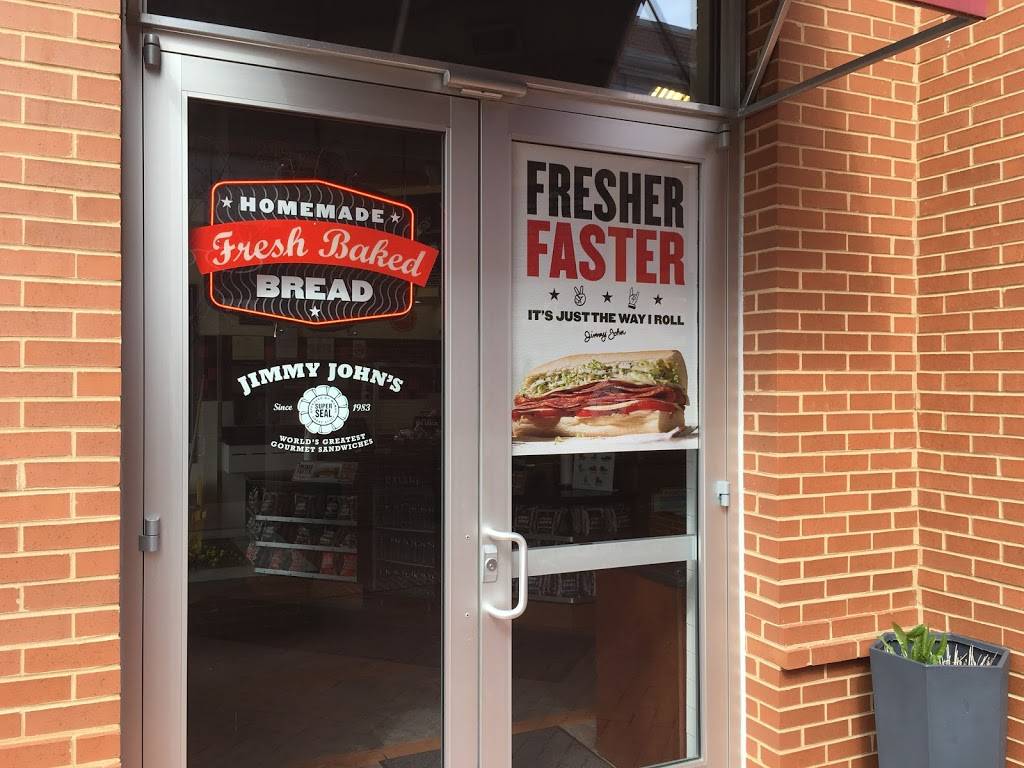 ★ HOMEMADE ★
Fresh Baked
BREAD
JIMMY JOHN'S
Since 1983
SUPER
SEAL
WORLD'S GREATEST
GOURMET SANDWICHES
FRESHER
FASTER
IT'S JUST THE WAY I ROLL
Jimmy John